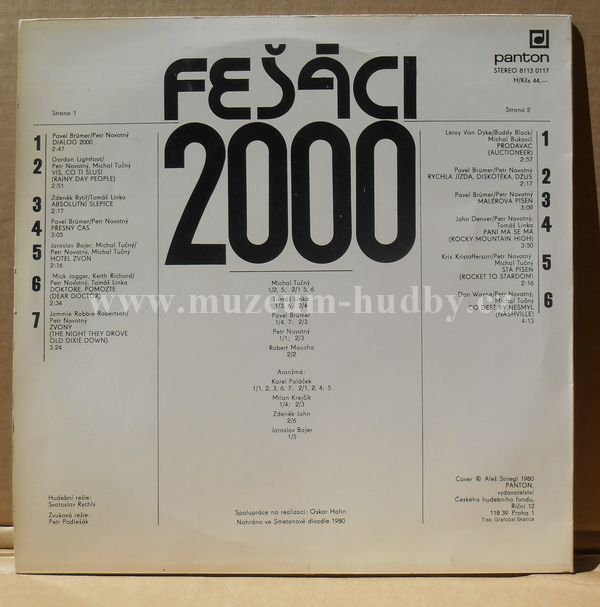 FEŠÁCI
2000
panton
STEREO 8113 0117
H/Kčs 44,—
Strana 1
1
Pavel Brümer/Petr Novotný
DIALOG 2000
2:47
2
Gordon Lightfoot/
Petr Novotný, Michal Tučný
VÍŠ, CO TI SLUŠÍ
(RAINY DAY PEOPLE)
2:51
3
Zdeněk Rytíř/Tomáš Linka
ABSOLUTNÍ SLEPICE
2:17
4
Pavel Brümer/Petr Novotný
PŘESNÝ ČAS
3:05
5
Jaroslav Bajer, Michal Tučný/
Petr Novotný, Michal Tučný
HOTEL ZVON
2:16
6
Mick Jagger, Keith Richard/
Petr Novotný, Tomáš Linka
DOKTORE, POMOZTE
(DEAR DOCTOR)
2:34
7
Jammie Robbie Robertson/
Petr Novotný
ZVONY
(THE NIGHT THEY DROVE
OLD DIXIE DOWN)
3:24
Michal Tučný
1/2, 5; 2/1 5, 6
Tomáš Linka
1/3, 6; 2/4
Pavel Brümer
1/4, 7; 2/3
Petr Novotný
1/1; 2/3
Robert Moucha
2/2
Aranžmá:
Karel Poláček
1/1, 2, 3, 6, 7; 2/1, 2, 4, 5
Milan Krejčík
1/4; 2/3
Zdeněk John
2/6
Jaroslav Bajer
1/5
Strana 2
Leroy Van Dyke/Buddy Black/
Michal Bukovič
PRODAVAČ
(AUCTIONEER)
2:57
1
Pavel Brümer/Petr Novotný
RYCHLÁ JÍZDA, DISKOTÉKA, DŽUS
2:17
2
Pavel Brümer/Petr Novotný
MALÉROVÁ PÍSEŇ
3:09
3
John Denver/Petr Novotný,
Tomáš Linka
PANÍ MÁ SE MÁ
(ROCKY MOUNTAIN HIGH)
3:50
4
Kris Kristofferson/Petr Novotný
Michal Tučný
STÁ PÍSEŇ
(ROCKET TO STARDOM)
2:16
5
Don Wayne/Petr Novotný,
Michal Tučný
CO DÉŠŤ BY NESMYL
(NASHVILLE)
4:13
6
www.muzeum-hudby.cz
Hudební režie:
Svatoslav Rychlý
Zvuková režie:
Petr Podlešák
Spolupráce na realizaci: Oskar Hahn
Nahráno ve Smetanově divadle 1980
Cover © Aleš Striegl 1980
PANTON,
vydavatelství
Českého hudebního fondu,
Říční 12
118 39 Praha 1
Tisk: Grafobal Skalica